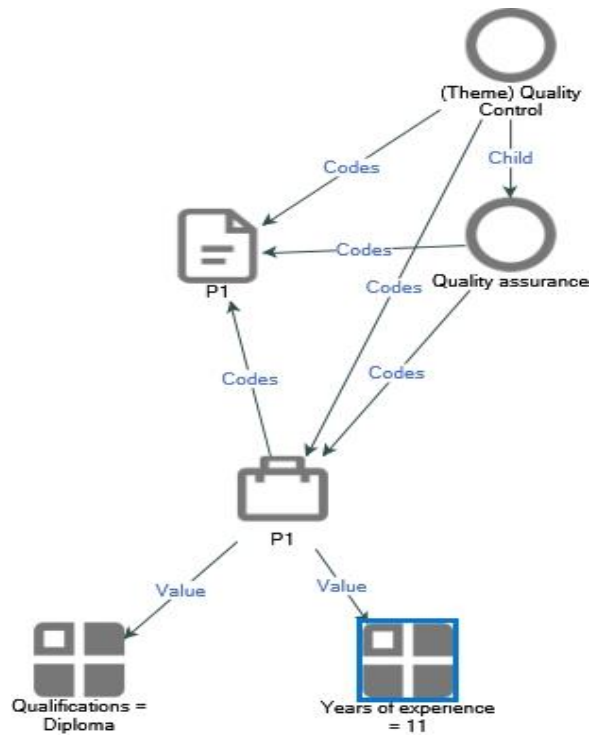 (Theme) Quality
Control
Codes
Child
Codes
Quality assurance
P1
Codes
Codes
Codes
P1
Value
Value
Qualifications =
Diploma
Years of experience
= 11